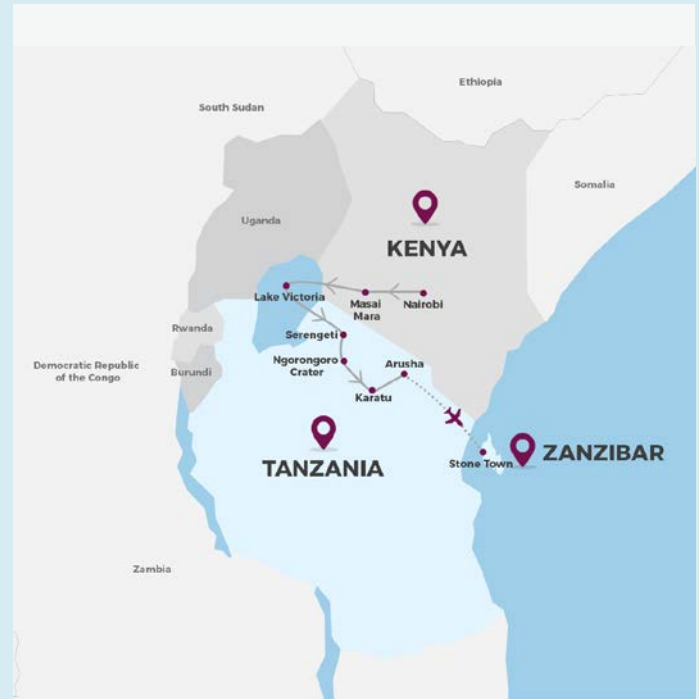 Ethiopia
South Sudan
Somalia
Uganda
KENYA
Lake Victoria
Masai
Mara
Nairobi
Rwanda
Serengeti
Ngorongoro
Crater
Arusha
Democratic Republic
of the Congo
Burundi
Karatu
TANZANIA
Stone Town
ZANZIBAR
Zambia